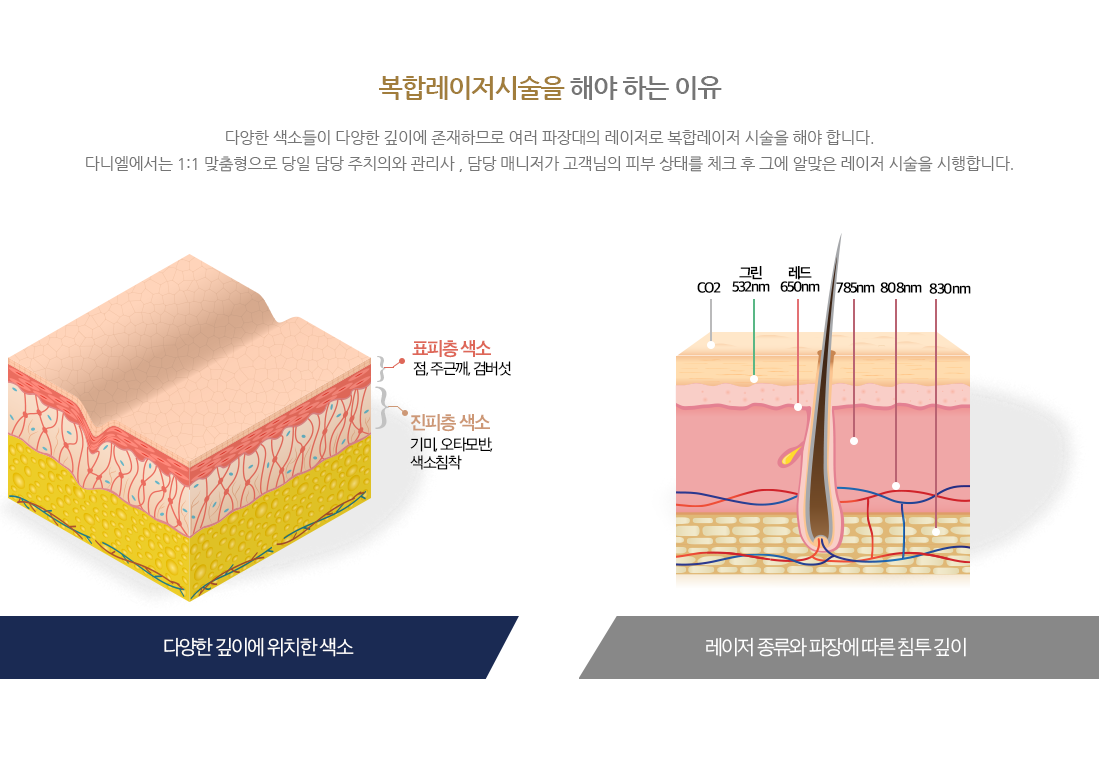 복합레이저시술을 해야 하는 이유
다양한 색소들이 다양한 깊이에 존재하므로 여러 파장대의 레이저로 복합레이저 시술을 해야 합니다.
다니엘에서는 1:1 맞춤형으로 당일 담당 주치의와 관리사 , 담당 매니저가 고객님의 피부 상태를 체크 후 그에 알맞은 레이저 시술을 시행합니다.
표피층 색소
점, 주근깨, 검버섯
진피층 색소
기미, 오타모반,
색소침착
다양한 깊이에 위치한 색소
CO2
그린
532nm
레드
650nm
785nm
808nm
830nm
레이저 종류와 파장에 따른 침투 깊이